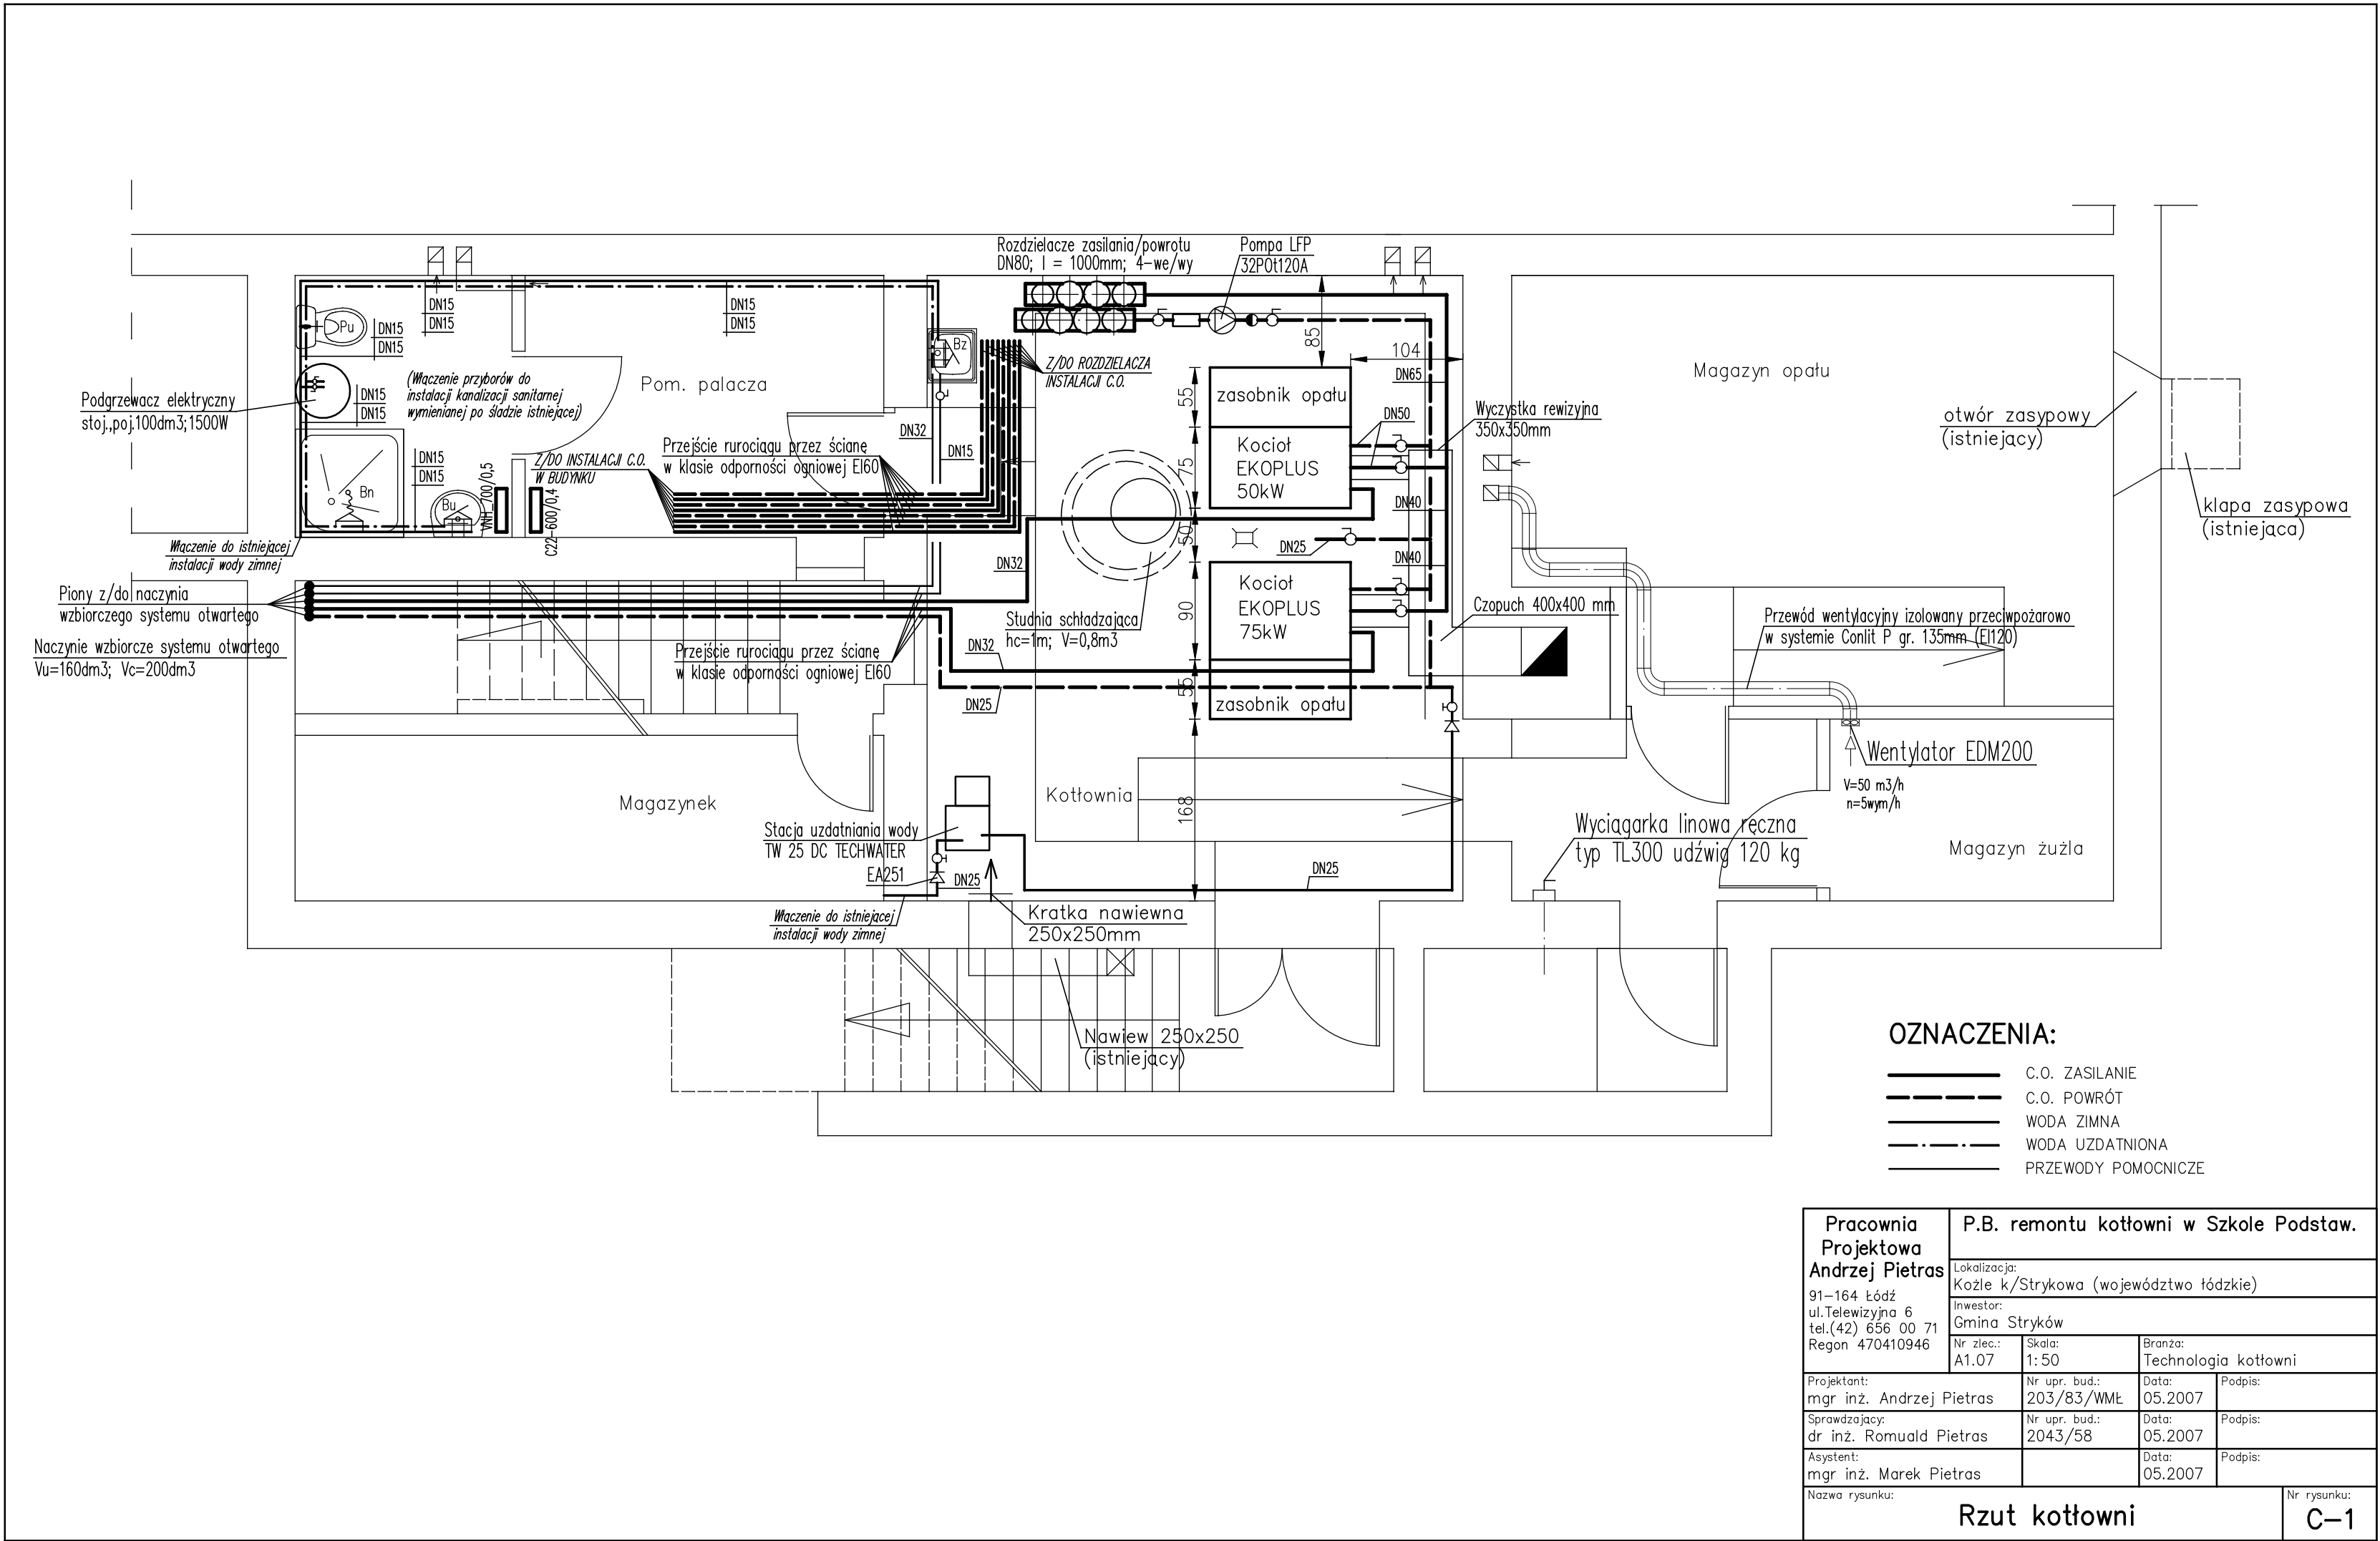 Rozdzielacze zasilania/powrotu
DN80; l = 1000mm; 4-we/wy
Pompa LFP
32POt120A
DN15
DN15
DN15
DN15
DN15
DN15
Pu
Bz
85
104
DN65
Z/DO ROZDZIELACZA
INSTALACJI C.O.
Magazyn opału
Pom. palacza
(Włączenie przyborów do
instalacji kanalizacji sanitarnej
wymienianej po śladzie istniejącej)
Podgrzewacz elektryczny
stoj.,poj.100dm3;1500W
DN15
DN15
zasobnik opału
55
DN50
Wyczystka rewizyjna
350x350mm
otwór zasypowy
(istniejący)
DN32
DN15
Przejście rurociągu przez ścianę
w klasie odporności ogniowej EI60
Z/DO INSTALACJI C.O.
W BUDYNKU
DN15
DN15
Kocioł
EKOPLUS
50kW
75
Bn
Bu
VNH_700/0,5
C22-600/0,4
DN40
klapa zasypowa
(istniejąca)
50
DN25
DN40
Włączenie do istniejącej
instalacji wody zimnej
DN32
Piony z/do naczynia
wzbiorczego systemu otwartego
Kocioł
EKOPLUS
75kW
90
Studnia schładzająca
hc=1m; V=0,8m3
Czopuch 400x400 mm
Przewód wentylacyjny izolowany przeciwpożarowo
w systemie Conlit P gr. 135mm (EI120)
Naczynie wzbiorcze systemu otwartego
Vu=160dm3; Vc=200dm3
Przejście rurociągu przez ścianę
w klasie odporności ogniowej EI60
DN32
DN25
55
zasobnik opału
Wentylator EDM200
V=50 m3/h
n=5wym/h
Magazynek
Kotłownia
168
Stacja uzdatniania wody
TW 25 DC TECHWATER
EA251
DN25
DN25
Wyciągarka linowa ręczna
typ TL300 udźwig 120 kg
Magazyn żużla
Włączenie do istniejącej
instalacji wody zimnej
Kratka nawiewna
250x250mm
Nawiew 250x250
(istniejący)
OZNACZENIA:
C.O. ZASILANIE
C.O. POWRÓT
WODA ZIMNA
WODA UZDATNIONA
PRZEWODY POMOCNICZE
Pracownia
Projektowa
Andrzej Pietras
91-164 Łódź
ul.Telewizyjna 6
tel.(42) 656 00 71
Regon 470410946
P.B. remontu kotłowni w Szkole Podstaw.
Lokalizacja:
Koźle k/Strykowa (województwo łódzkie)
Inwestor:
Gmina Stryków
Nr zlec.:
A1.07
Skala:
1:50
Branża:
Technologia kotłowni
Projektant:
mgr inż. Andrzej Pietras
Nr upr. bud.:
203/83/WMŁ
Data:
05.2007
Podpis:
Sprawdzający:
dr inż. Romuald Pietras
Nr upr. bud.:
2043/58
Data:
05.2007
Podpis:
Asystent:
mgr inż. Marek Pietras
Data:
05.2007
Podpis:
Nazwa rysunku:
Rzut kotłowni
Nr rysunku:
C-1